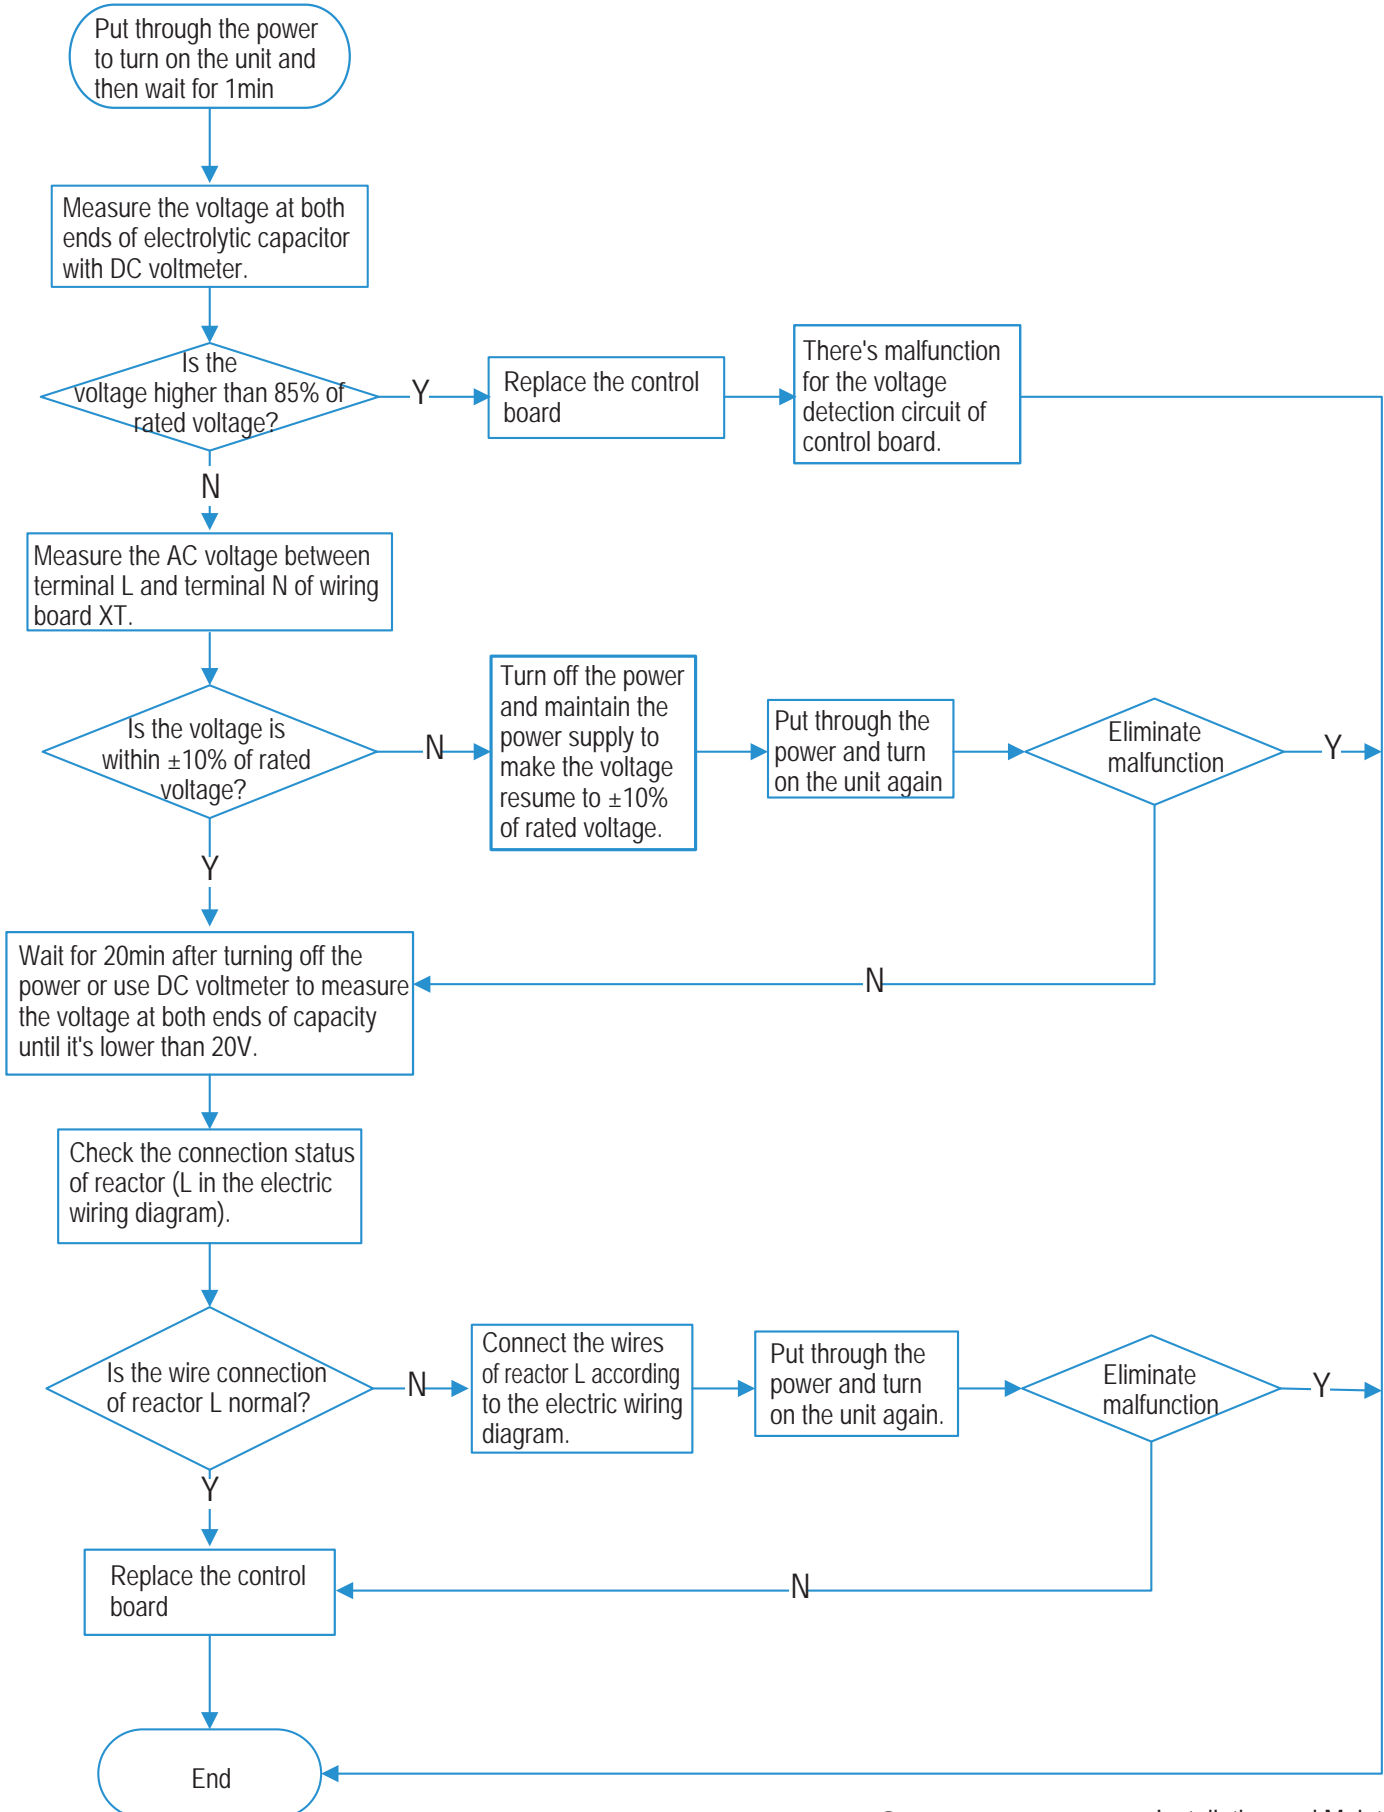 Put through the power
to turn on the unit and
then wait for 1min
Measure the voltage at both
ends of electrolytic capacitor
with DC voltmeter.
Is the
voltage higher than 85% of
rated voltage?
Y
Replace the control
board
There's malfunction
for the voltage
detection circuit of
control board.
N
Measure the AC voltage between
terminal L and terminal N of wiring
board XT.
Is the voltage is
within ±10% of rated
voltage?
N
Turn off the power
and maintain the
power supply to
make the voltage
resume to ±10%
of rated voltage.
Put through the
power and turn
on the unit again
Eliminate
malfunction
Y
Y
Wait for 20min after turning off the
power or use DC voltmeter to measure
the voltage at both ends of capacity
until it's lower than 20V.
N
Check the connection status
of reactor (L in the electric
wiring diagram).
Is the wire connection
of reactor L normal?
N
Connect the wires
of reactor L according
to the electric wiring
diagram.
Put through the
power and turn
on the unit again.
Eliminate
malfunction
Y
Y
Replace the control
board
N
End